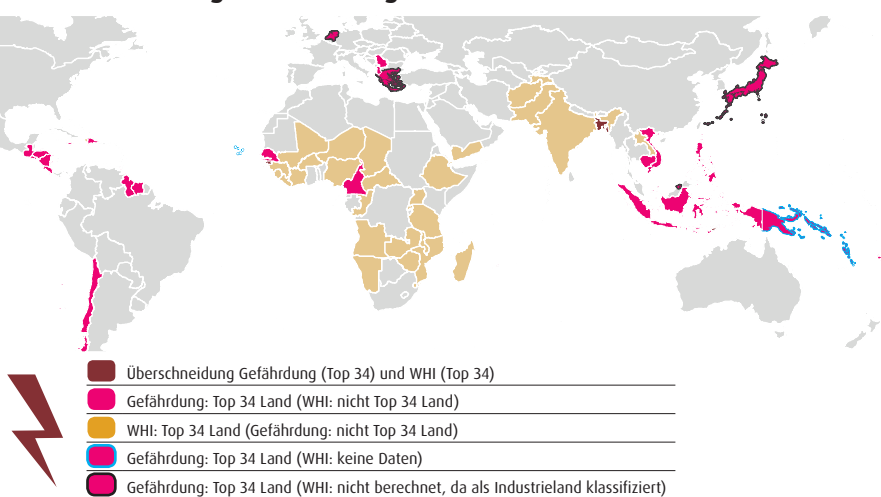 Überschneidung Gefährdung (Top 34) und WHI (Top 34)
Gefährdung: Top 34 Land (WHI: nicht Top 34 Land)
WHI: Top 34 Land (Gefährdung: nicht Top 34 Land)
Gefährdung: Top 34 Land (WHI: keine Daten)
Gefährdung: Top 34 Land (WHI: nicht berechnet, da als Industrieland klassifiziert)